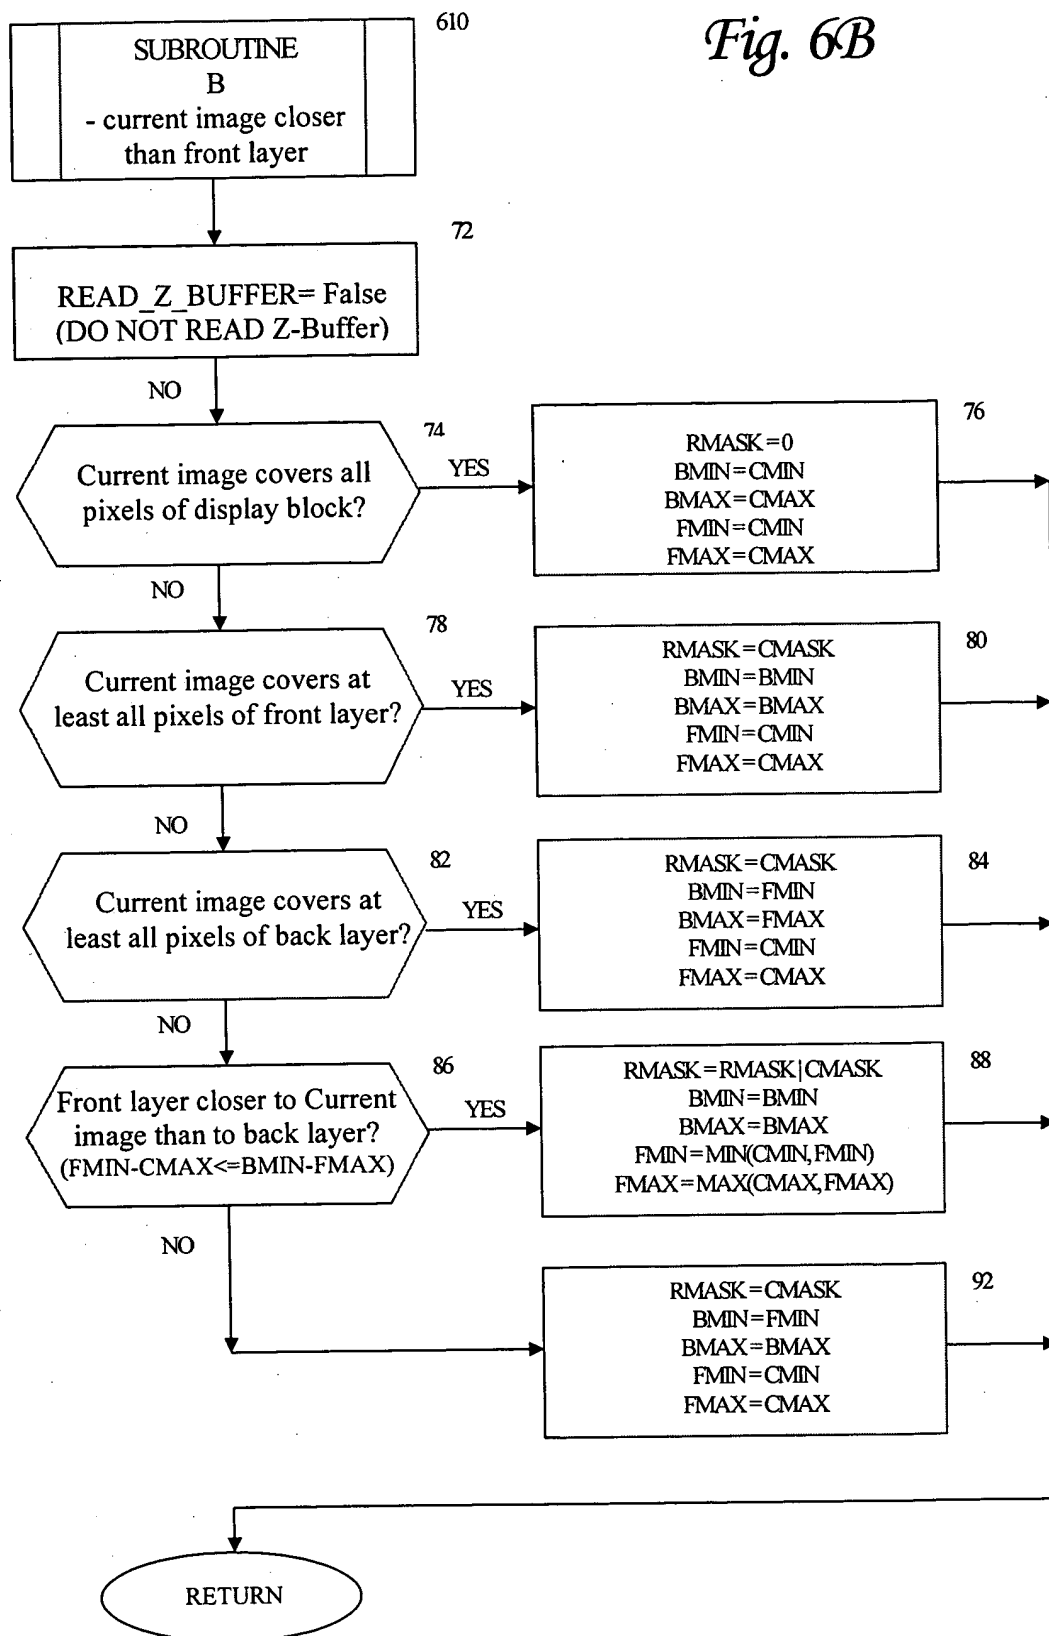 Fig. 6B
610
SUBROUTINE
B
- current image closer
than front layer
72
READ_Z_BUFFER= False
(DO NOT READ Z-Buffer)
NO
74
Current image covers all
pixels of display block?
YES
76
RMASK=0
BMIN=CMIN
BMAX=CMAX
FMIN=CMIN
FMAX=CMAX
NO
78
Current image covers at
least all pixels of front layer?
YES
80
RMASK=CMASK
BMIN=BMIN
BMAX=BMAX
FMIN=CMIN
FMAX=CMAX
NO
82
Current image covers at
least all pixels of back layer?
YES
84
RMASK=CMASK
BMIN=FMIN
BMAX=FMAX
FMIN=CMIN
FMAX=CMAX
NO
86
Front layer closer to Current
image than to back layer?
(FMIN-CMAX<=BMIN-FMAX)
YES
88
RMASK=RMASK|CMASK
BMIN=BMIN
BMAX=BMAX
FMIN=MIN(CMIN,FMIN)
FMAX=MAX(CMAX,FMAX)
NO
92
RMASK=CMASK
BMIN=FMIN
BMAX=BMAX
FMIN=CMIN
FMAX=CMAX
RETURN